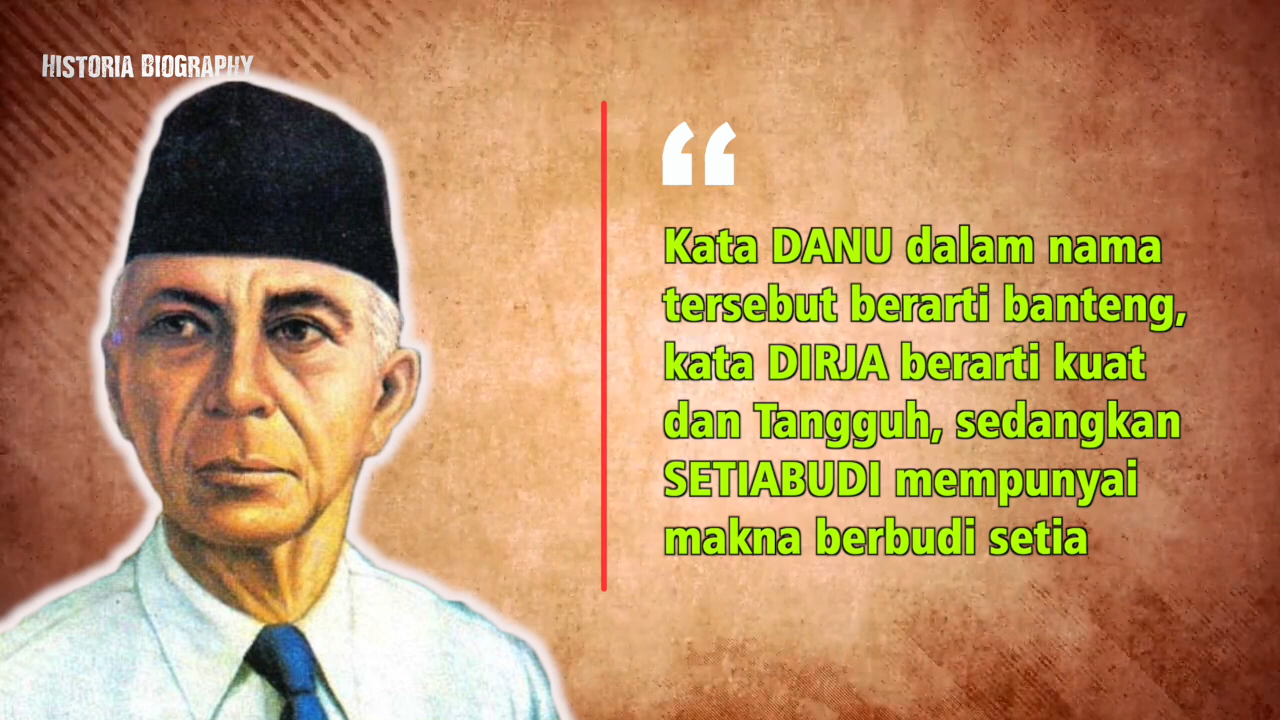 HISTORIA BIOGRAPHY
“
Kata DANU dalam nama
tersebut berarti banteng,
kata DIRJA berarti kuat
dan Tangguh, sedangkan
SETIABUDI mempunyai
makna berbudi setia